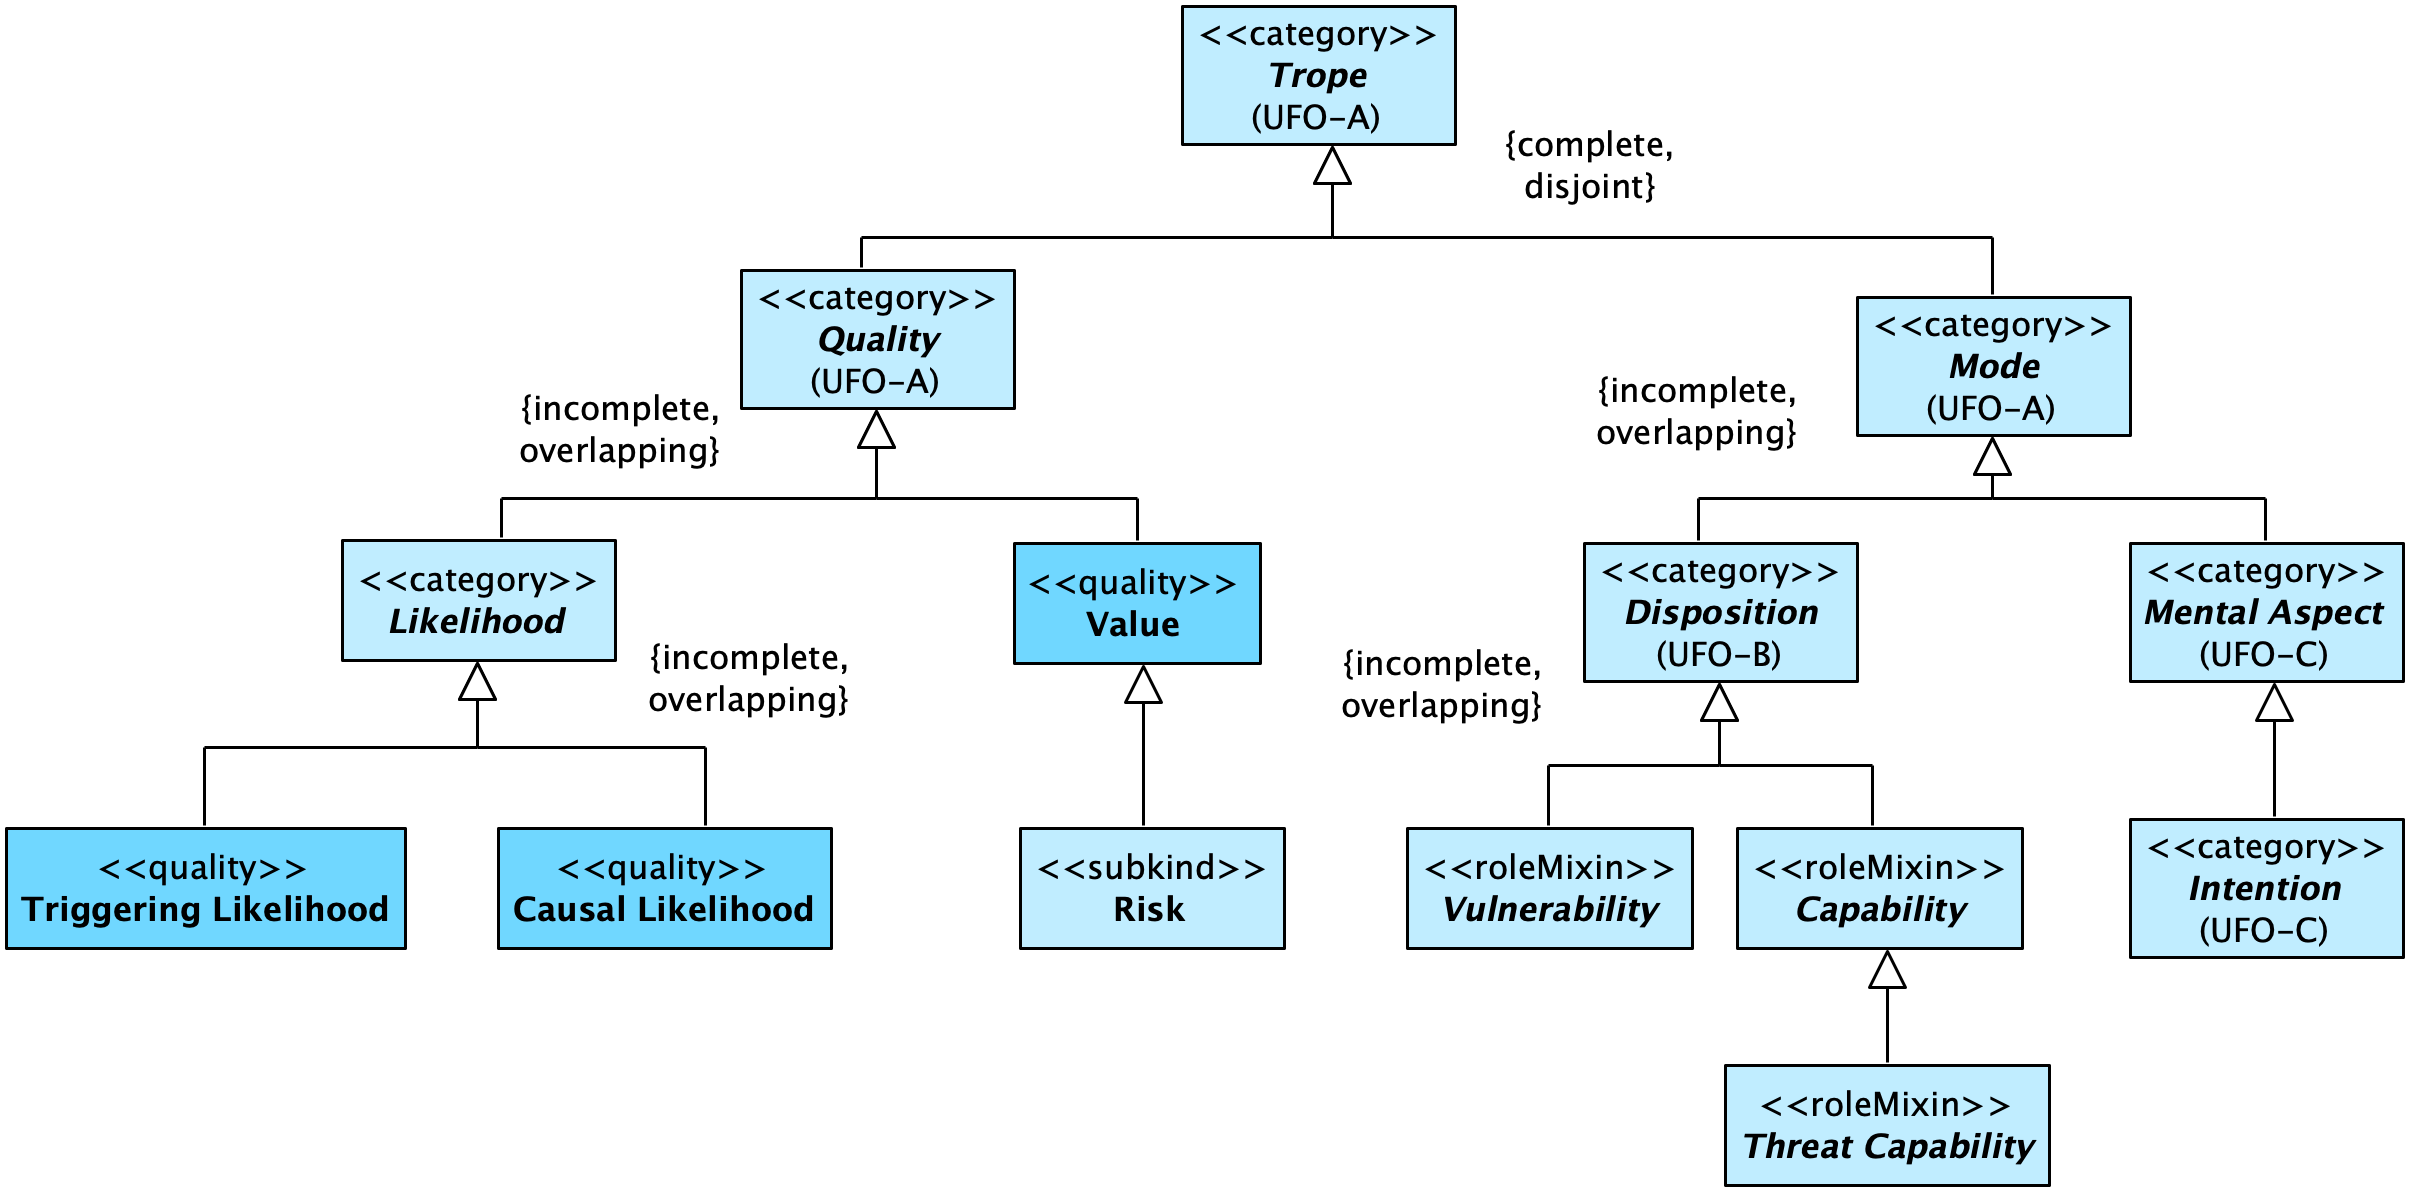 <<category>>
Trope
(UFO-A)
{complete,
disjoint}
<<category>>
Quality
(UFO-A)
<<category>>
Mode
(UFO-A)
{incomplete,
overlapping}
{incomplete,
overlapping}
<<category>>
Likelihood
<<quality>>
Value
<<category>>
Disposition
(UFO-B)
<<category>>
Mental Aspect
(UFO-C)
{incomplete,
overlapping}
{incomplete,
overlapping}
<<quality>>
Triggering Likelihood
<<quality>>
Causal Likelihood
<<subkind>>
Risk
<<roleMixin>>
Vulnerability
<<roleMixin>>
Capability
<<category>>
Intention
(UFO-C)
<<roleMixin>>
Threat Capability